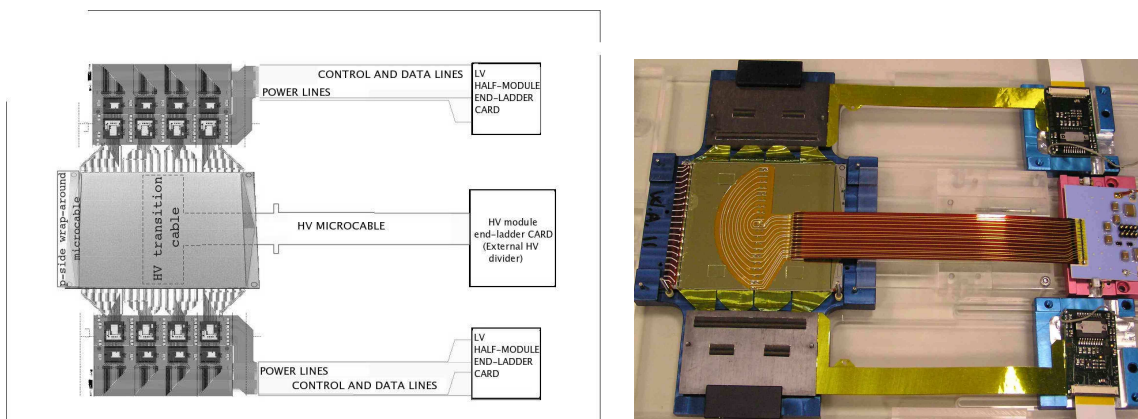 CONTROL AND DATA LINES
POWER LINES
LV
HALF-MODULE
END-LADDER
CARD
p-side wrap-around
microcable
HV transition
cable
HV MICROCABLE
HV module
end-ladder CARD
(External HV
divider)
POWER LINES
CONTROL AND DATA LINES
LV
HALF-MODULE
END-LADDER
CARD